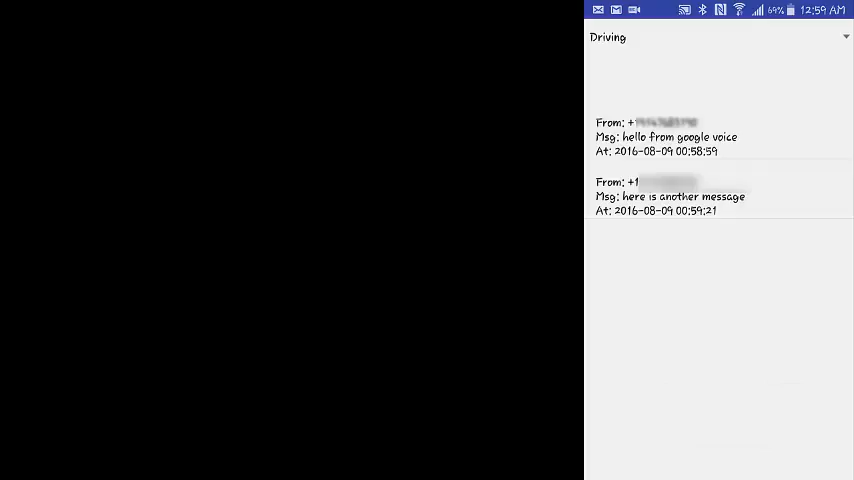 69% 12:59 AM
Driving
From: +
Msg: hello from google voice
At: 2016-08-09 00:58:59
From: +1
Msg: here is another message
At: 2016-08-09 00:59:21